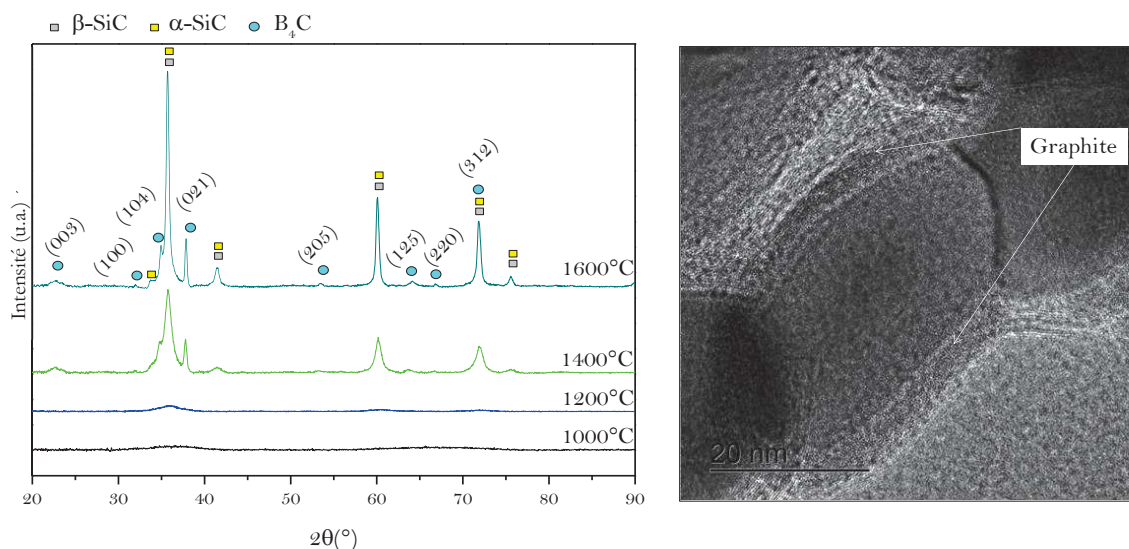 β-SiC α-SiC B₄C
Intensité (u.a.)
(003)
(100)
(104)
(021)
(205)
(125)
(220)
(312)
1600°C
1400°C
1200°C
1000°C
20 30 40 50 60 70 80 90
2θ(°)
Graphite
20 nm